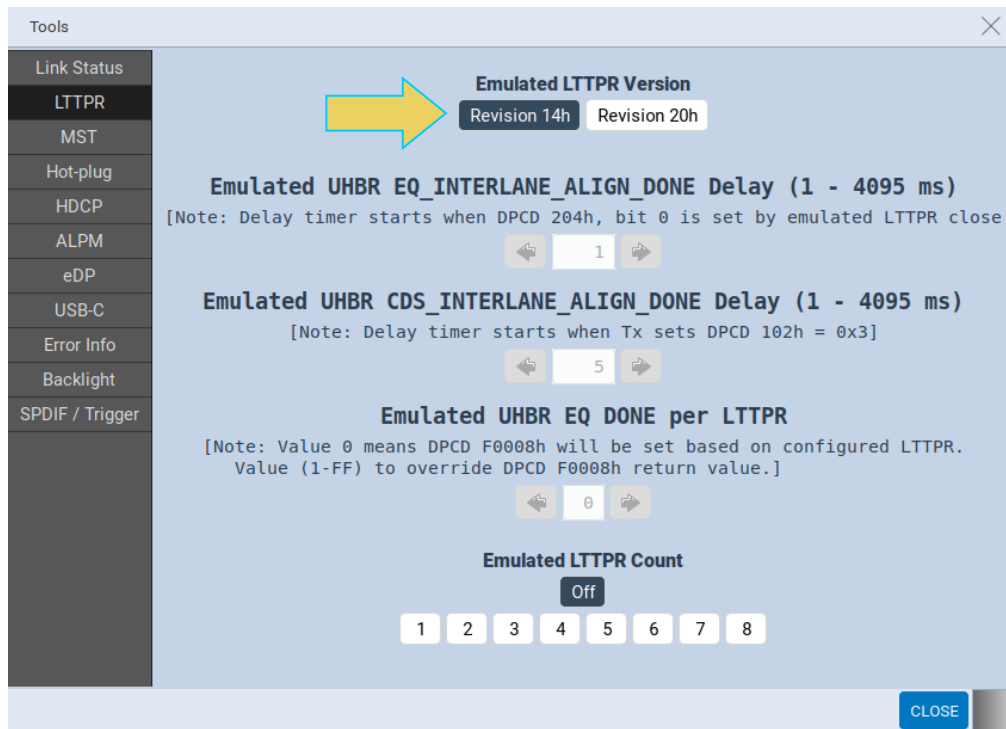 Tools
Link Status
LTTPR
MST
Hot-plug
HDCP
ALPM
eDP
USB-C
Error Info
Backlight
SPDIF / Trigger
Emulated LTTPR Version
Revision 14h Revision 20h
Emulated UHBR EQ_INTERLANE_ALIGN_DONE Delay (1 - 4095 ms)
[Note: Delay timer starts when DPCD 204h, bit 0 is set by emulated LTTPR close
1
Emulated UHBR CDS_INTERLANE_ALIGN_DONE Delay (1 - 4095 ms)
[Note: Delay timer starts when Tx sets DPCD 102h = 0x3]
5
Emulated UHBR EQ DONE per LTTPR
[Note: Value 0 means DPCD F0008h will be set based on configured LTTPR.
Value (1-FF) to override DPCD F0008h return value.]
0
Emulated LTTPR Count
Off
1 2 3 4 5 6 7 8
CLOSE